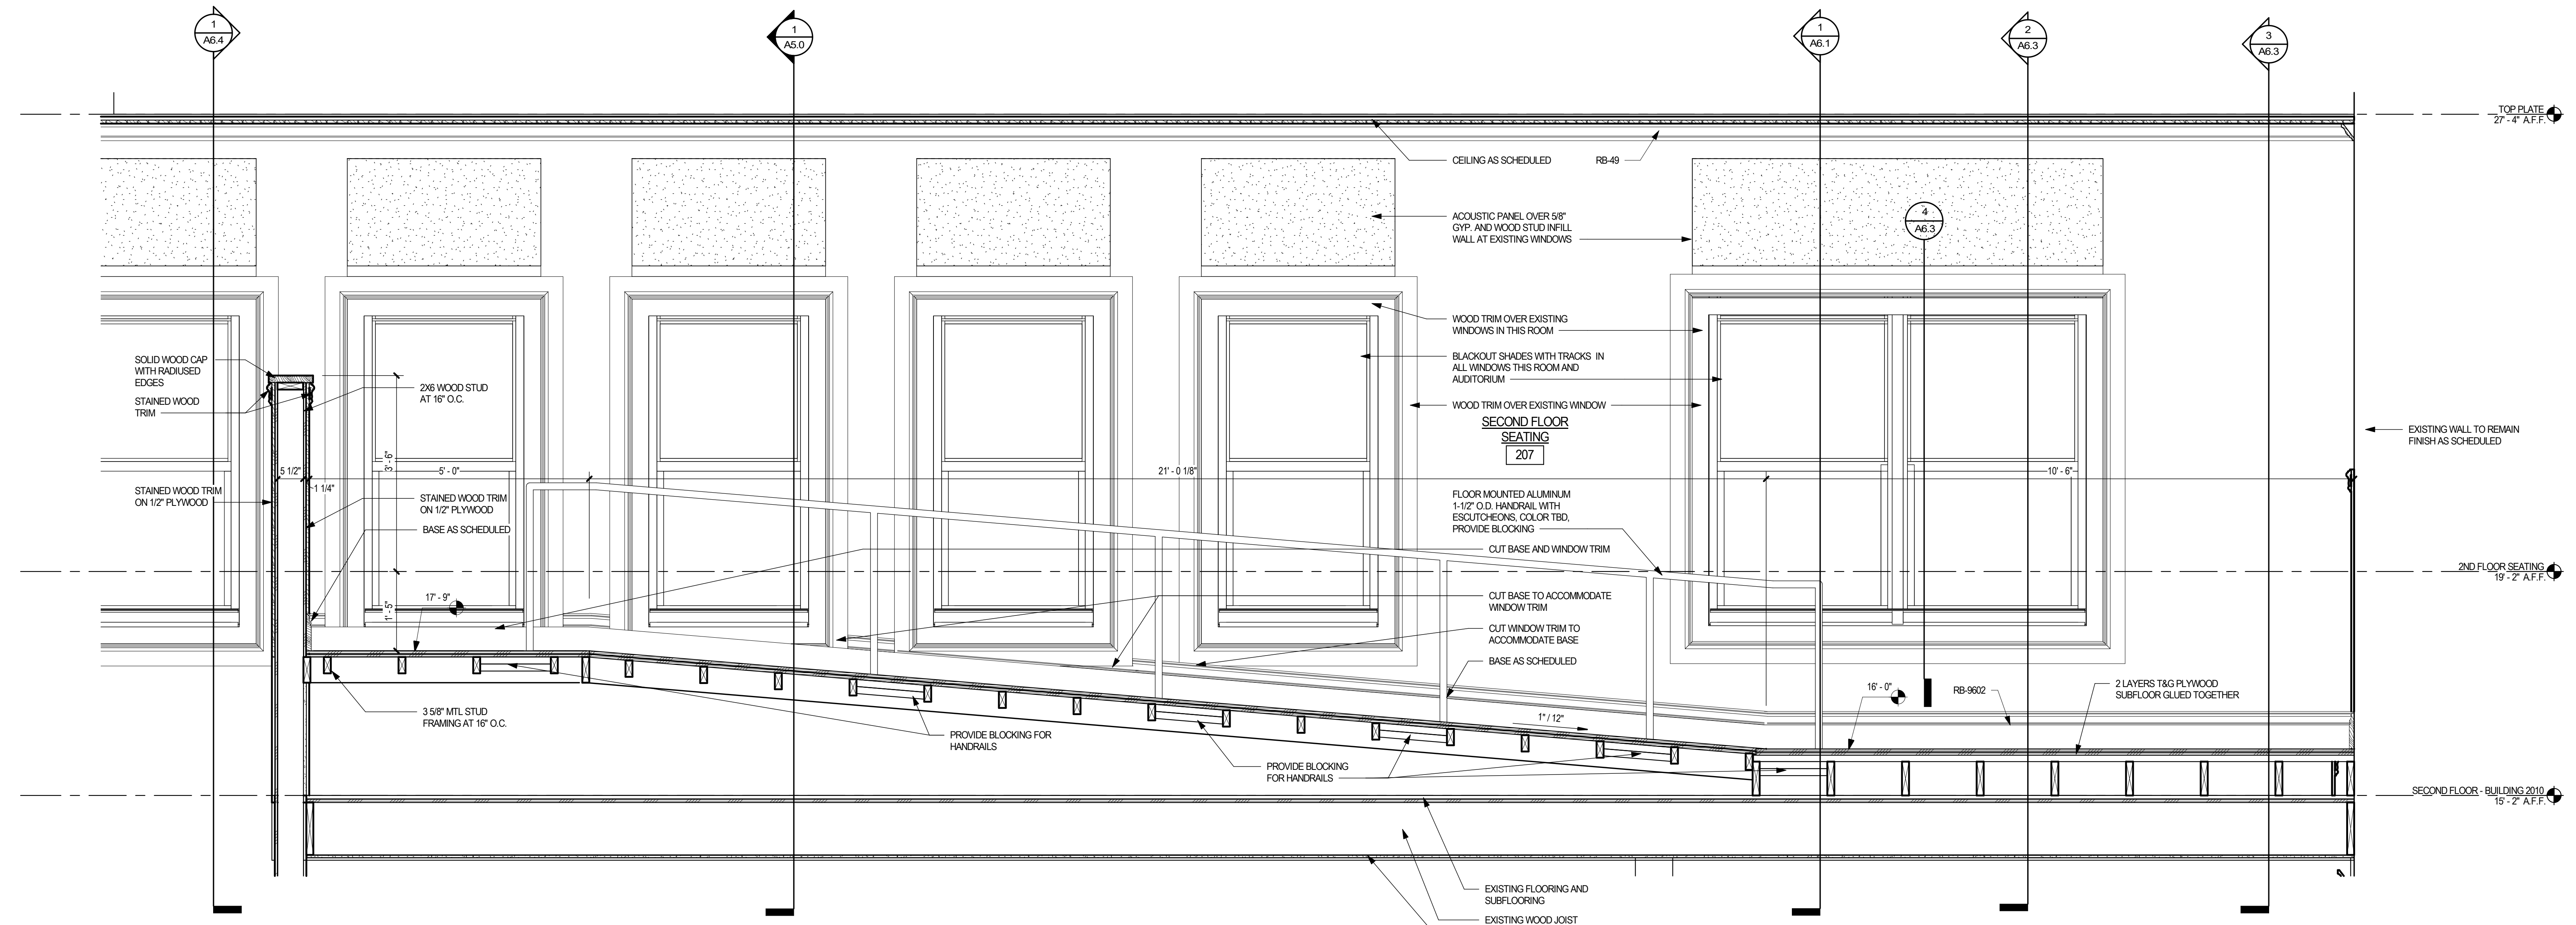 1
A6.4
1
A5.0
1
A6.1
2
A6.3
3
A6.3
TOP PLATE
27' - 4" A.F.F.
CEILING AS SCHEDULED
RB-49
ACOUSTIC PANEL OVER 5/8"
GYP. AND WOOD STUD INFILL
WALL AT EXISTING WINDOWS
4
A6.3
WOOD TRIM OVER EXISTING
WINDOWS IN THIS ROOM
BLACKOUT SHADES WITH TRACKS IN
ALL WINDOWS THIS ROOM AND
AUDITORIUM
WOOD TRIM OVER EXISTING WINDOW
SECOND FLOOR
SEATING
207
SOLID WOOD CAP
WITH RADIUSED
EDGES
STAINED WOOD
TRIM
2X6 WOOD STUD
AT 16" O.C.
EXISTING WALL TO REMAIN
FINISH AS SCHEDULED
5 1/2"
1 1/4"
3' - 6"
5' - 0"
21' - 0 1/8"
10' - 6"
STAINED WOOD TRIM
ON 1/2" PLYWOOD
STAINED WOOD TRIM
ON 1/2" PLYWOOD
BASE AS SCHEDULED
FLOOR MOUNTED ALUMINUM
1-1/2" O.D. HANDRAIL WITH
ESCUTCHEONS, COLOR TBD,
PROVIDE BLOCKING
CUT BASE AND WINDOW TRIM
2ND FLOOR SEATING
19' - 2" A.F.F.
17' - 9"
1' - 5"
CUT BASE TO ACCOMMODATE
WINDOW TRIM
CUT WINDOW TRIM TO
ACCOMMODATE BASE
BASE AS SCHEDULED
16' - 0"
RB-9602
2 LAYERS T&G PLYWOOD
SUBFLOOR GLUED TOGETHER
3 5/8" MTL STUD
FRAMING AT 16" O.C.
1" / 12"
PROVIDE BLOCKING FOR
HANDRAILS
PROVIDE BLOCKING
FOR HANDRAILS
SECOND FLOOR - BUILDING 2010
15' - 2" A.F.F.
EXISTING FLOORING AND
SUBFLOORING
EXISTING WOOD JOIST